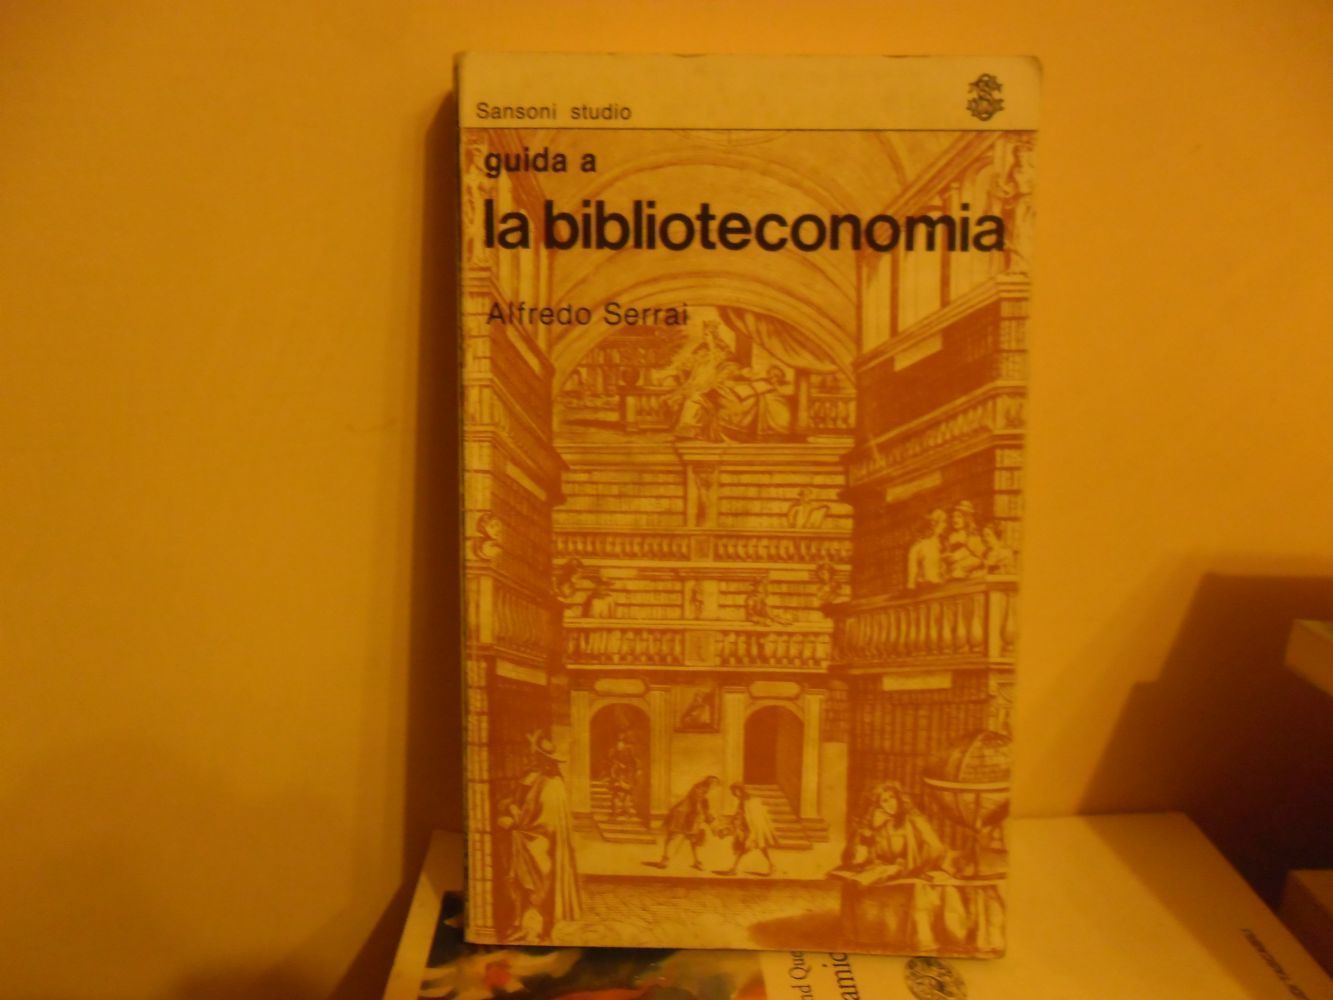 Sansoni studio
guida a
la biblioteconomia
Alfredo Serrai